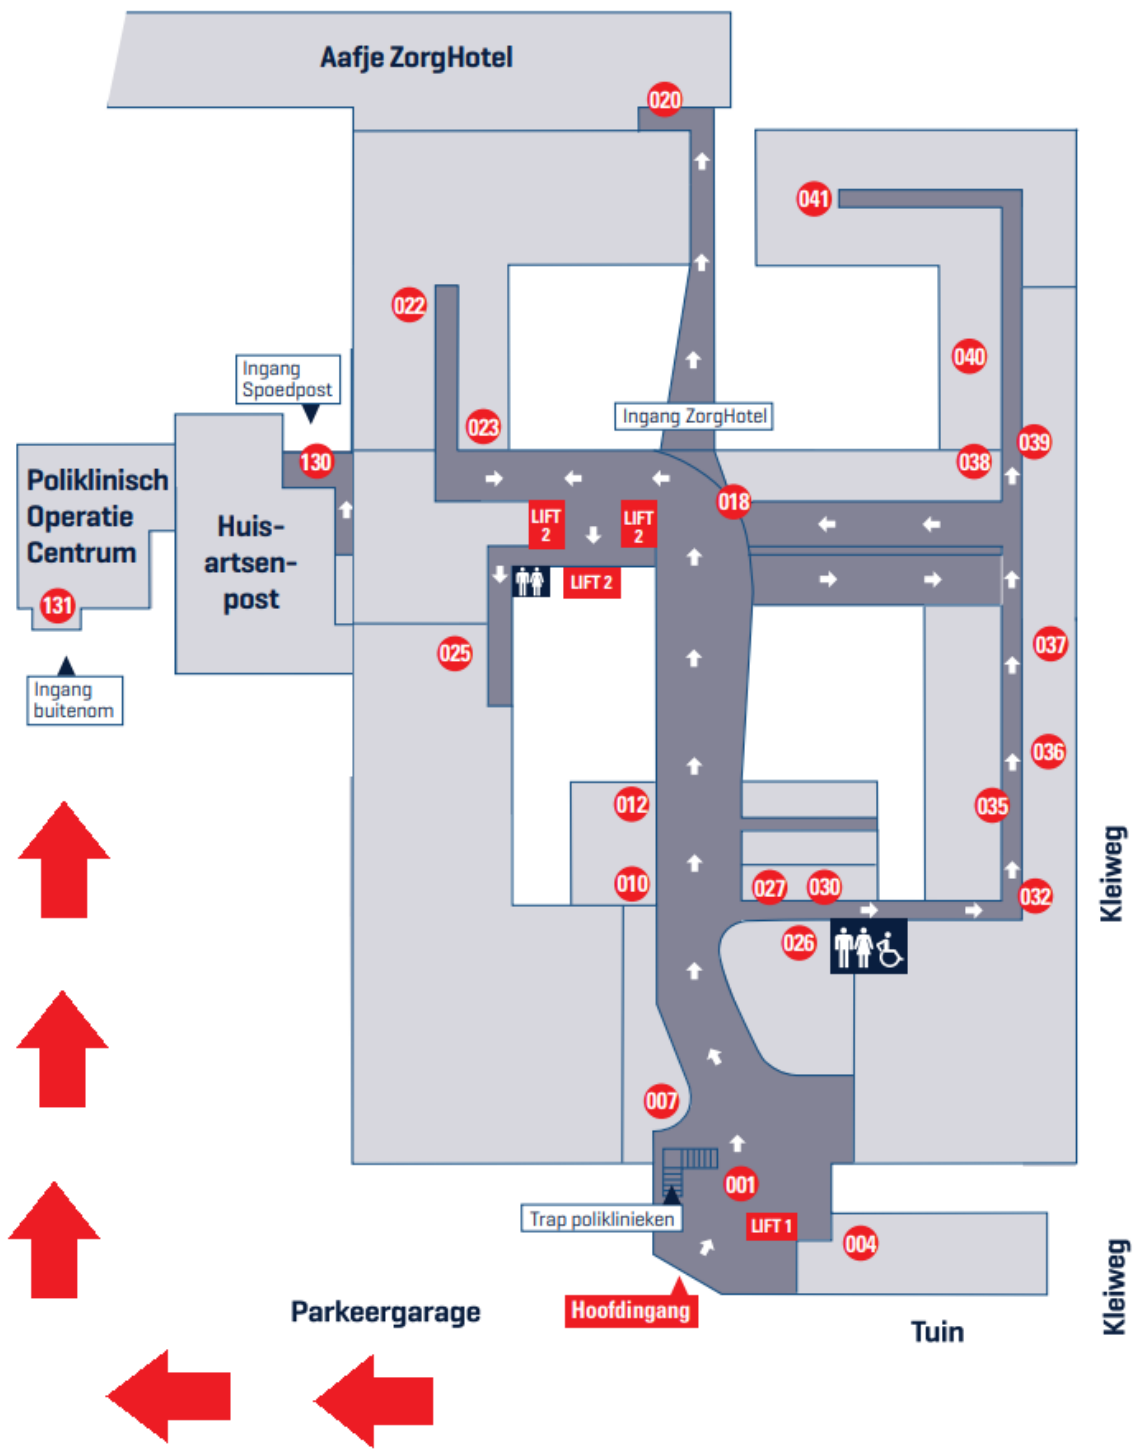 Aafje ZorgHotel
020
041
022
Ingang
Spoedpost
040
Ingang ZorgHotel
023
039
130
038
Poliklinisch
Operatie
Centrum
018
LIFT
2
LIFT
2
Huis-
artsen-
post
LIFT 2
131
025
037
Ingang
buitenom
036
012
035
Kleiweg
010
027
030
032
026
007
001
Trap poliklinieken
LIFT 1
004
Kleiweg
Parkeergarage
Hoofdingang
Tuin